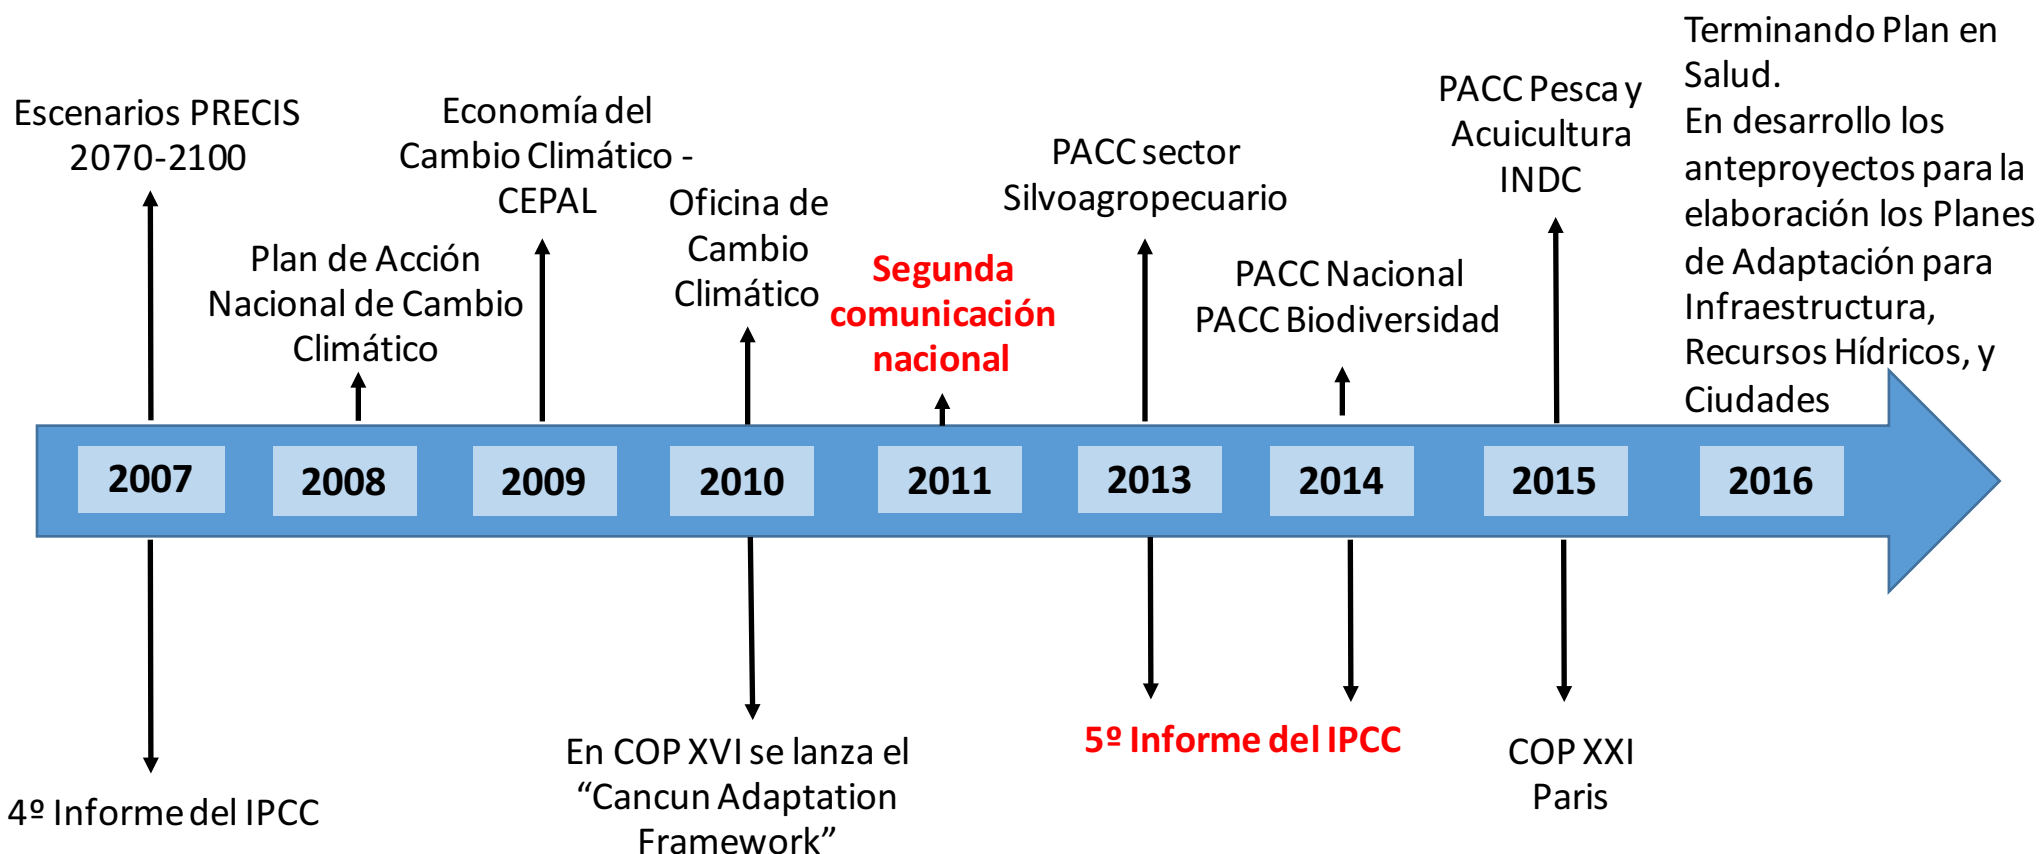 Escenarios PRECIS
2070-2100
Plan de Acción
Nacional de Cambio
Climático
Economía del
Cambio Climático -
CEPAL
Oficina de
Cambio
Climático
Segunda
comunicación
nacional
PACC sector
Silvoagropecuario
PACC Nacional
PACC Biodiversidad
PACC Pesca y
Acuicultura
INDC
Terminando Plan en
Salud.
En desarrollo los
anteproyectos para la
elaboración los Planes
de Adaptación para
Infraestructura,
Recursos Hídricos, y
Ciudades
2007
2008
2009
2010
2011
2013
2014
2015
2016
4º Informe del IPCC
En COP XVI se lanza el
“Cancun Adaptation
Framework”
5º Informe del IPCC
COP XXI
Paris